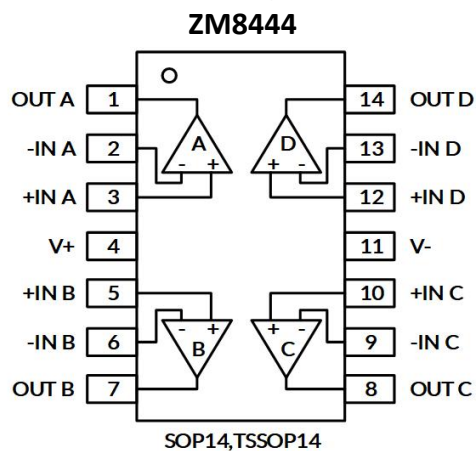 ZM8444
OUT A 1 14 OUT D
-IN A 2 13 -IN D
A D
- + + -
+IN A 3 12 +IN D
V+ 4 11 V-
+IN B 5 10 +IN C
- + + -
-IN B 6 9 -IN C
B C
OUT B 7 8 OUT C
SOP14,TSSOP14